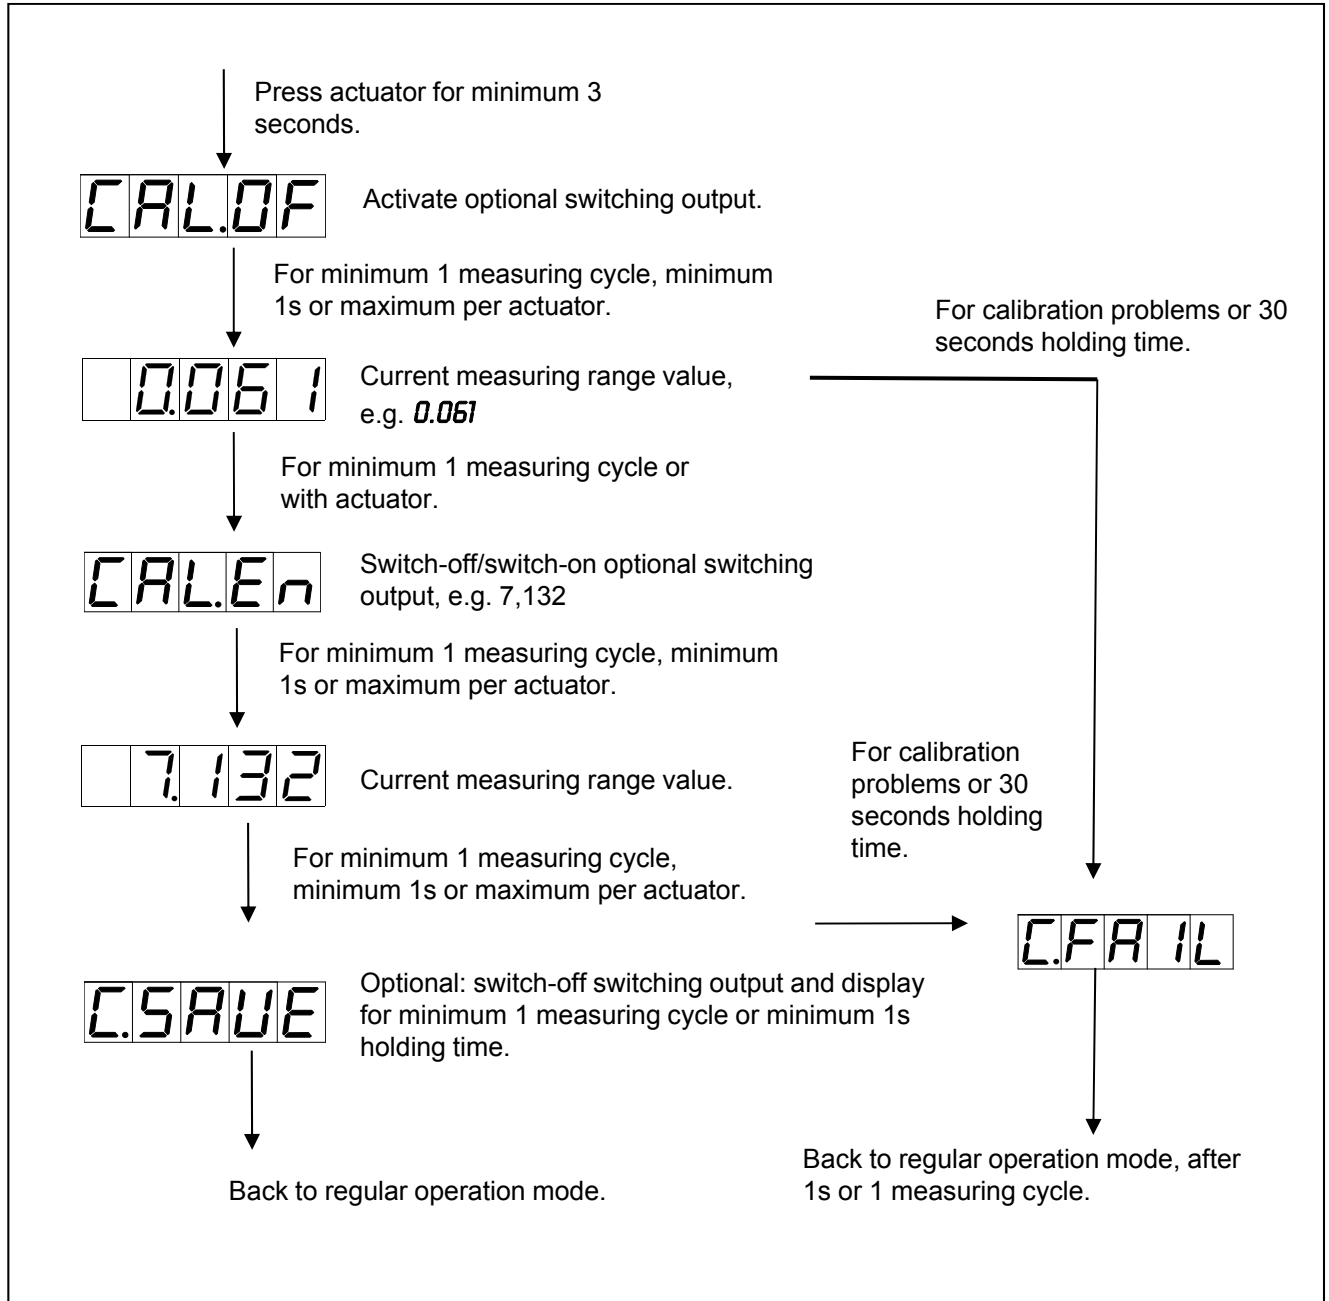 Press actuator for minimum 3
seconds.
CAL.OF
Activate optional switching output.
For minimum 1 measuring cycle, minimum
1s or maximum per actuator.
For calibration problems or 30
seconds holding time.
0.061
Current measuring range value,
e.g. 0.061
For minimum 1 measuring cycle or
with actuator.
CAL.En
Switch-off/switch-on optional switching
output, e.g. 7,132
For minimum 1 measuring cycle, minimum
1s or maximum per actuator.
7.132
Current measuring range value.
For calibration
problems or 30
seconds holding
time.
For minimum 1 measuring cycle,
minimum 1s or maximum per actuator.
C.FAIL
C.SAVE
Optional: switch-off switching output and display
for minimum 1 measuring cycle or minimum 1s
holding time.
Back to regular operation mode.
Back to regular operation mode, after
1s or 1 measuring cycle.